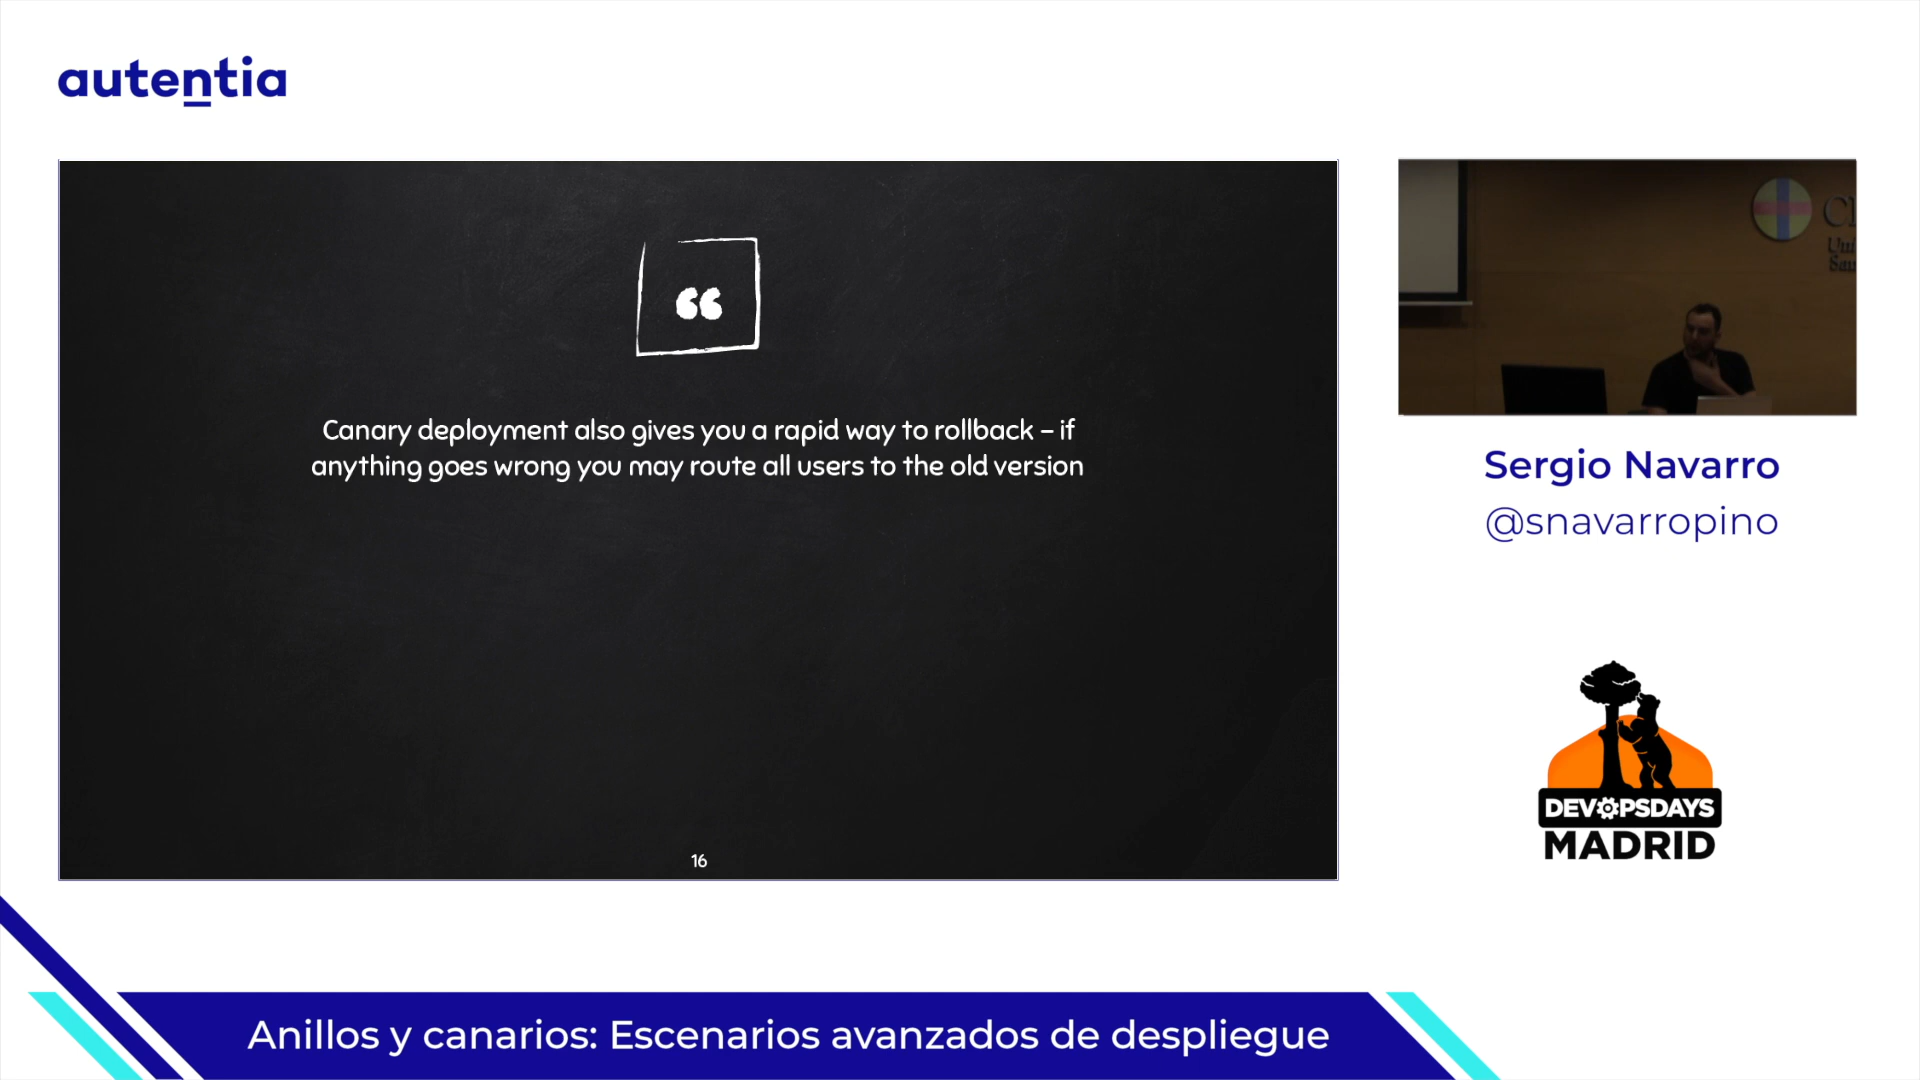 autentia
“
Canary deployment also gives you a rapid way to rollback – if
anything goes wrong you may route all users to the old version
16
Sergio Navarro
@snavarropino
DEVOPSDAYS
MADRID
Anillos y canarios: Escenarios avanzados de despliegue